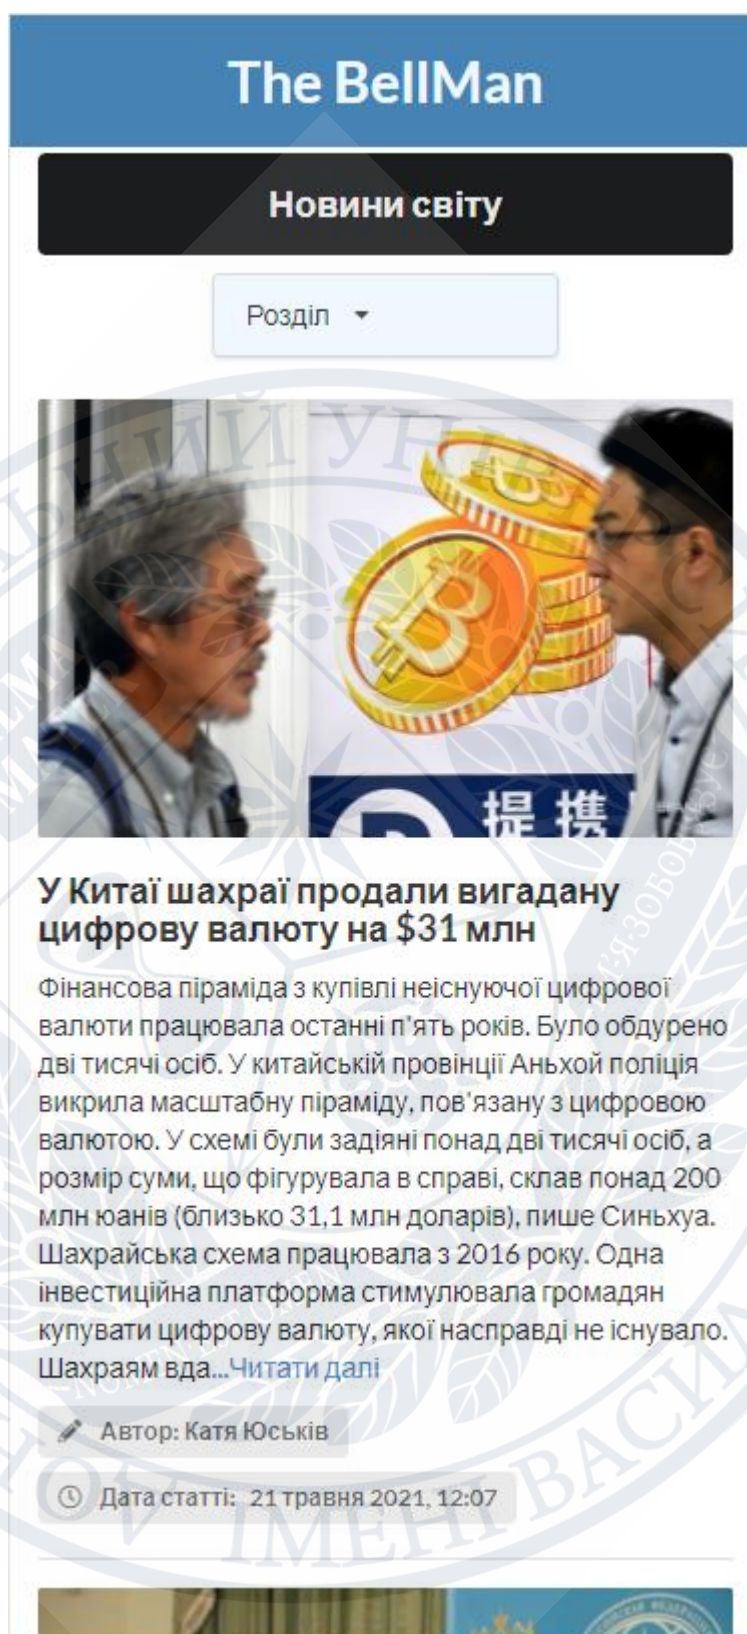 The BellMan
Новини світу
Розділ
提携
У Китаї шахраї продали вигадану
цифрову валюту на $31 млн
Фінансова піраміда з купівлі неіснуючої цифрової
валюти працювала останні п'ять років. Було обдурено
дві тисячі осіб. У китайській провінції Аньхой поліція
викрила масштабну піраміду, пов'язану з цифровою
валютою. У схемі були задіяні понад дві тисячі осіб, а
розмір суми, що фігурувала в справі, склав понад 200
млн юанів (близько 31,1 млн доларів), пише Синьхуа.
Шахрайська схема працювала з 2016 року. Одна
інвестиційна платформа стимулювала громадян
купувати цифрову валюту, якої насправді не існувало.
Шахраям вда...Читати далі
Автор: Катя Юськів
Дата статті: 21 травня 2021, 12:07